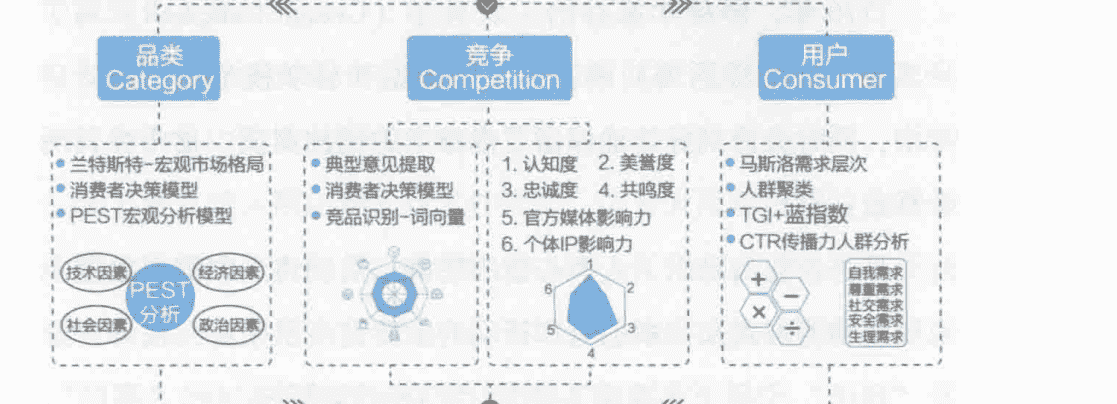 品类
Category
兰特斯特-宏观市场格局
消费者决策模型
PEST宏观分析模型
技术因素
经济因素
PEST
分析
社会因素
政治因素
竞争
Competition
典型意见提取
消费者决策模型
竞品识别-词向量
1. 认知度 2. 美誉度
3. 忠诚度 4. 共鸣度
5. 官方媒体影响力
6. 个体IP影响力
1
6 2
5 3
4
用户
Consumer
马斯洛需求层次
人群聚类
TGI+蓝指数
CTR传播力人群分析
+
−
×
÷
自我需求
尊重需求
社交需求
安全需求
生理需求